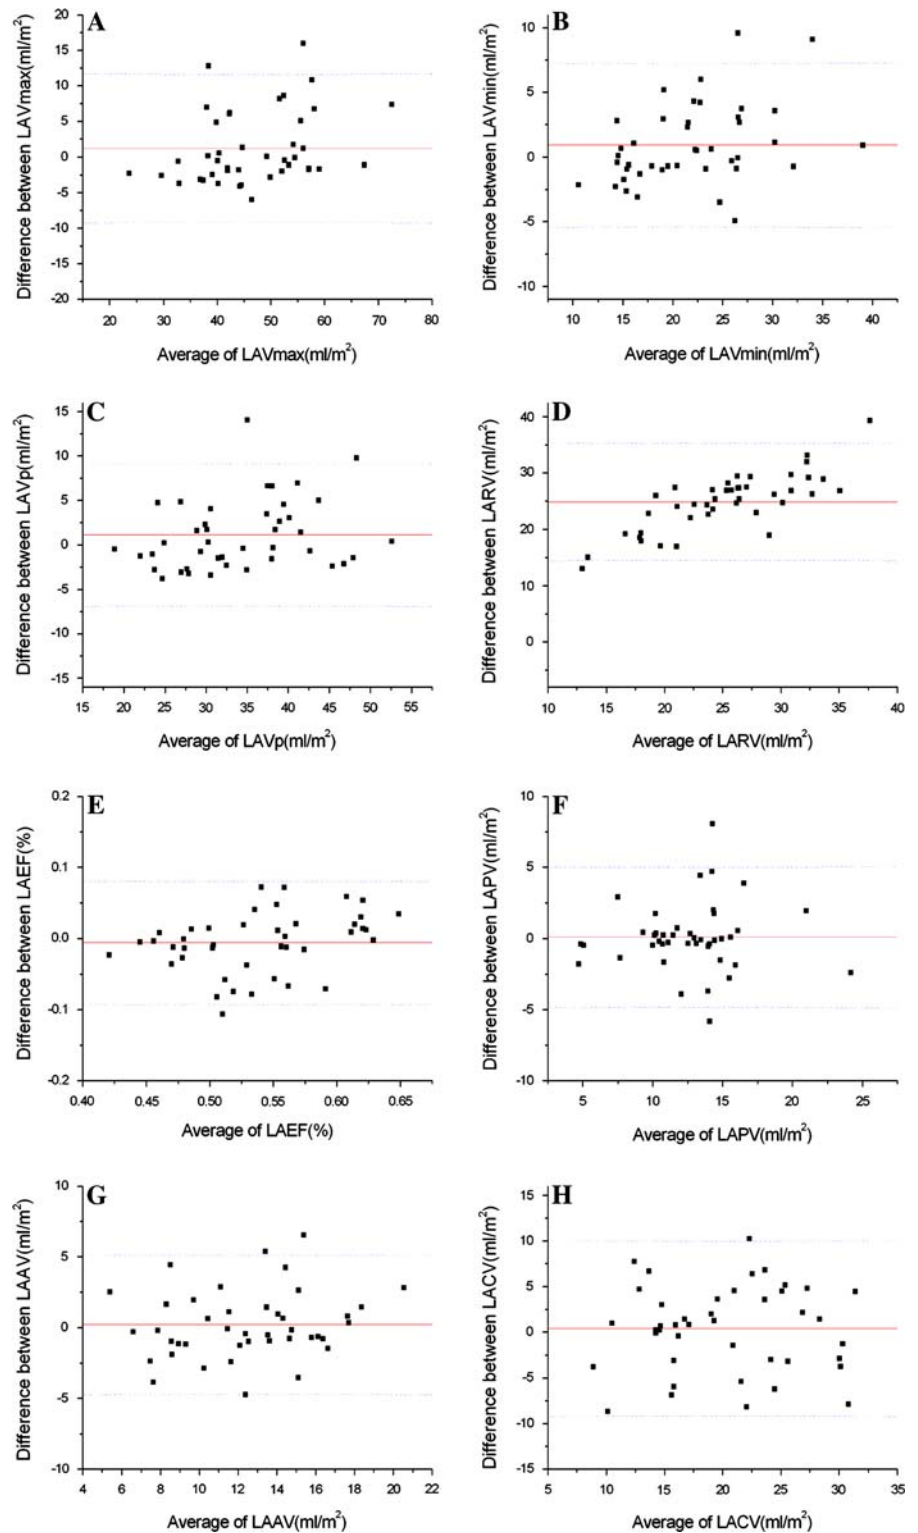 A
Difference between LAVmax(ml/m²)
20
15
10
5
0
-5
-10
-15
-20
20 30 40 50 60 70 80
Average of LAVmax(ml/m²)
B
Difference between LAVmin(ml/m²)
10
5
0
-5
-10
10 15 20 25 30 35 40
Average of LAVmin(ml/m²)
C
Difference between LAVp(ml/m²)
15
10
5
0
-5
-10
-15
15 20 25 30 35 40 45 50 55
Average of LAVp(ml/m²)
D
Difference between LARV(ml/m²)
40
30
20
10
0
10 15 20 25 30 35 40
Average of LARV(ml/m²)
E
Difference between LAEF(%)
0.2
0.1
0.0
-0.1
-0.2
0.40 0.45 0.50 0.55 0.60 0.65
Average of LAEF(%)
F
Difference between LAPV(ml/m²)
10
5
0
-5
-10
5 10 15 20 25
Average of LAPV(ml/m²)
G
Difference between LAAV(ml/m²)
10
5
0
-5
-10
4 6 8 10 12 14 16 18 20 22
Average of LAAV(ml/m²)
H
Difference between LACV(ml/m²)
15
10
5
0
-5
-10
-15
5 10 15 20 25 30 35
Average of LACV(ml/m²)